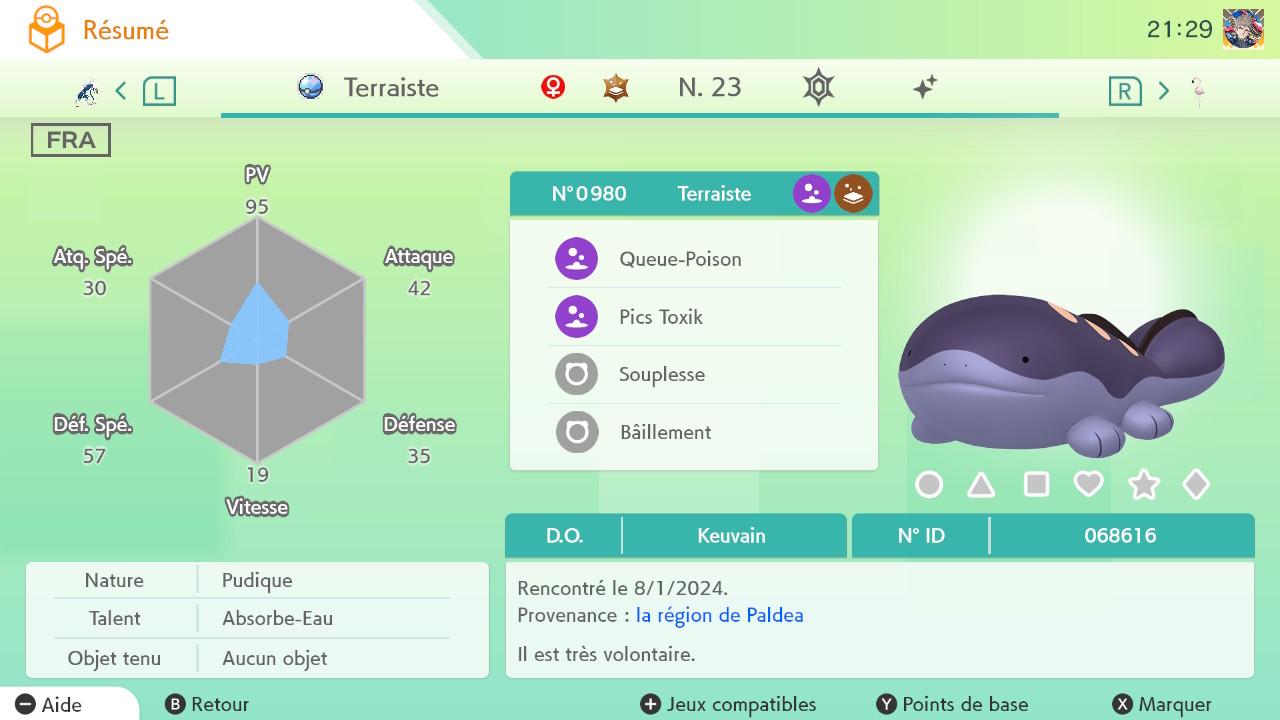 Résumé
21:29
L
Terraiste
N. 23
R
FRA
PV
95
Atq. Spé.
30
Attaque
42
Déf. Spé.
57
Défense
35
19
Vitesse
N°0980 Terraiste
Queue-Poison
Pics Toxik
Souplesse
Bâillement
D.O. Keuvain
N° ID 068616
Nature Pudique
Talent Absorbe-Eau
Objet tenu Aucun objet
Rencontré le 8/1/2024.
Provenance : la région de Paldea
Il est très volontaire.
Aide
B Retour
Jeux compatibles
Y Points de base
X Marquer